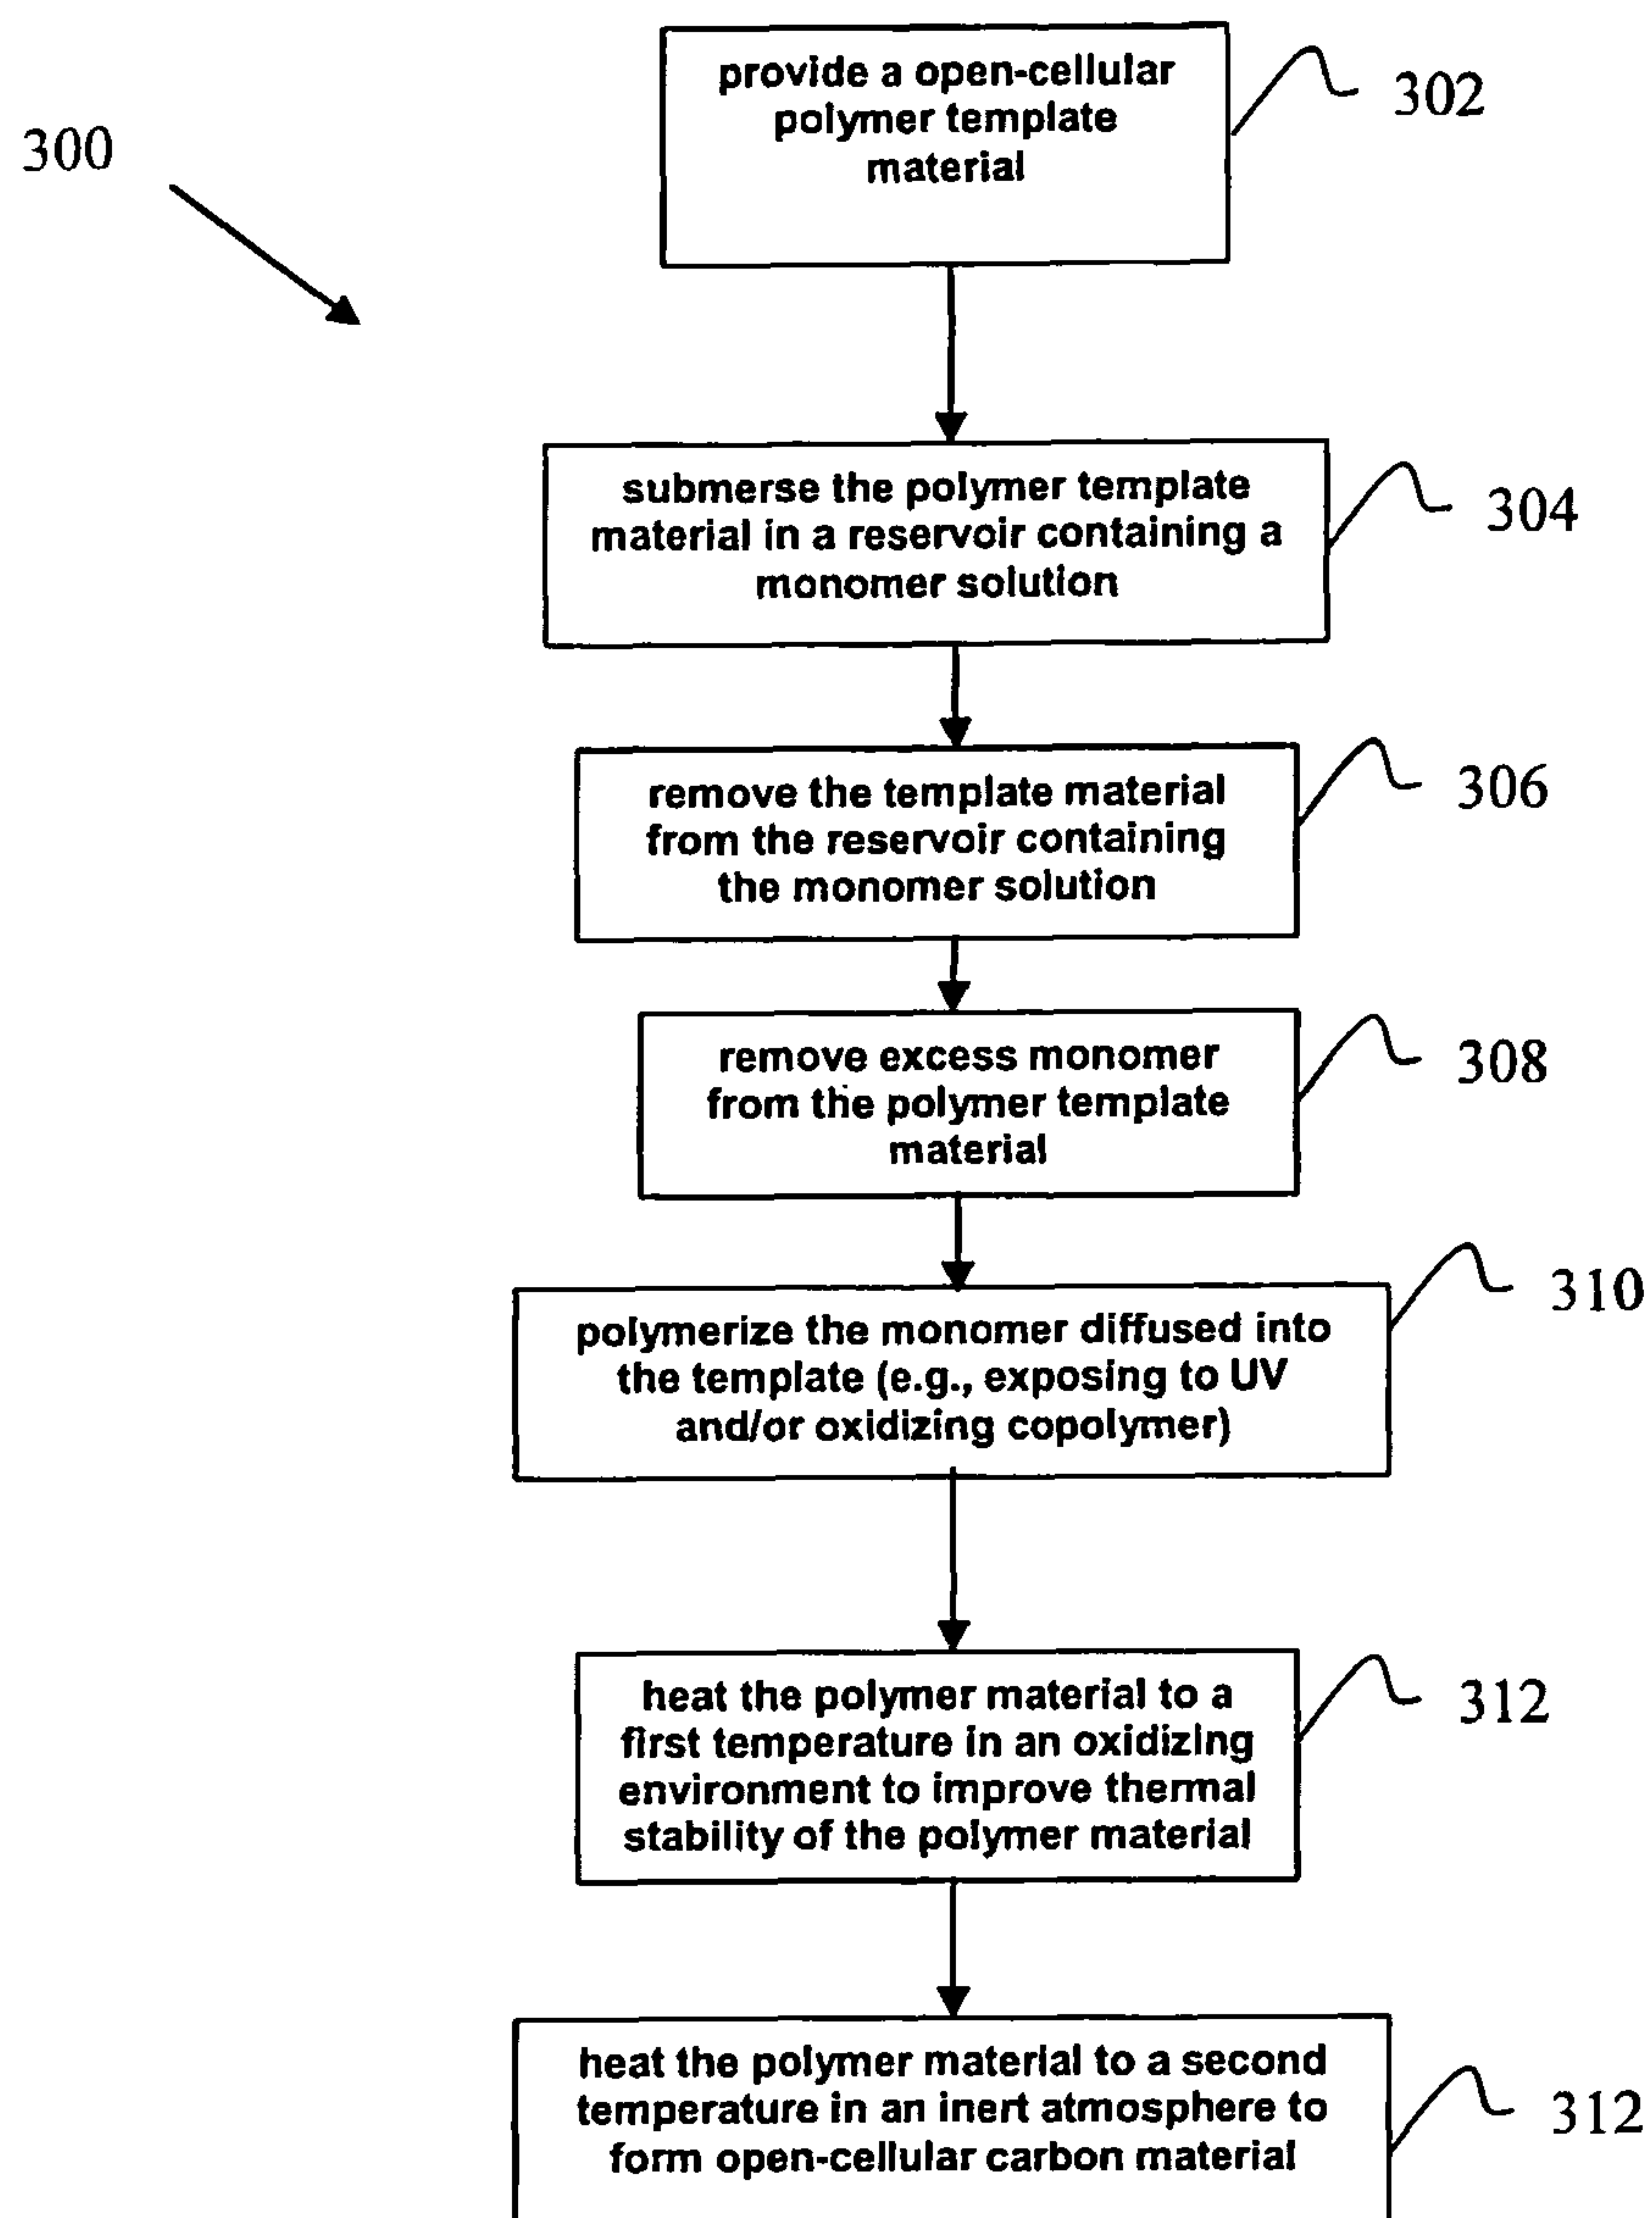 300
provide a open-cellular
polymer template
material
302
submerse the polymer template
material in a reservoir containing a
monomer solution
304
remove the template material
from the reservoir containing
the monomer solution
306
remove excess monomer
from the polymer template
material
308
polymerize the monomer diffused into
the template (e.g., exposing to UV
and/or oxidizing copolymer)
310
heat the polymer material to a
first temperature in an oxidizing
environment to improve thermal
stability of the polymer material
312
heat the polymer material to a second
temperature in an inert atmosphere to
form open-cellular carbon material
312